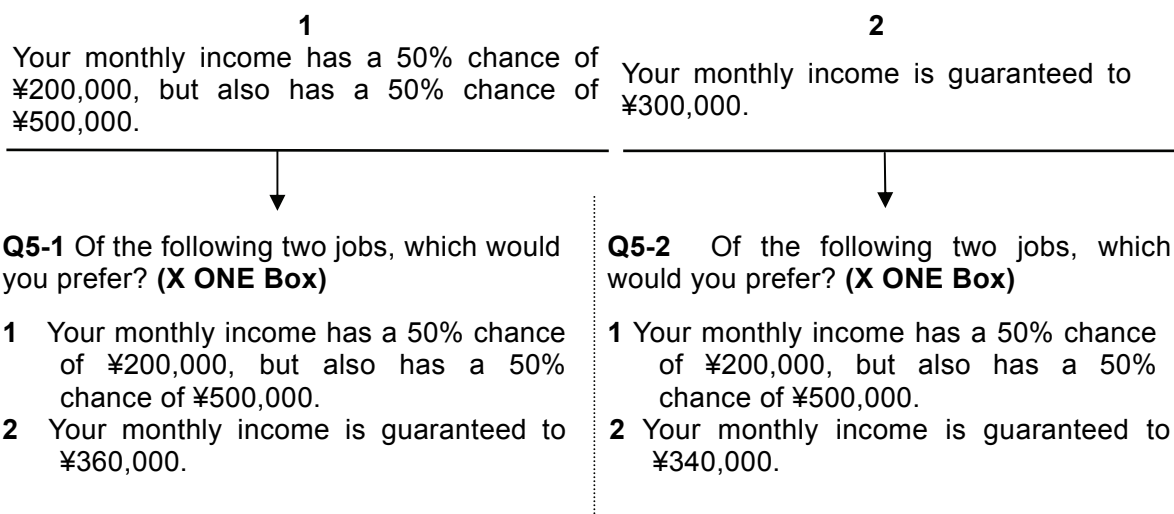 1
Your monthly income has a 50% chance of
¥200,000, but also has a 50% chance of
¥500,000.
2
Your monthly income is guaranteed to
¥300,000.
Q5-1 Of the following two jobs, which would
you prefer? (X ONE Box)
1 Your monthly income has a 50% chance
of ¥200,000, but also has a 50%
chance of ¥500,000.
2 Your monthly income is guaranteed to
¥360,000.
Q5-2 Of the following two jobs, which
would you prefer? (X ONE Box)
1 Your monthly income has a 50% chance
of ¥200,000, but also has a 50%
chance of ¥500,000.
2 Your monthly income is guaranteed to
¥340,000.